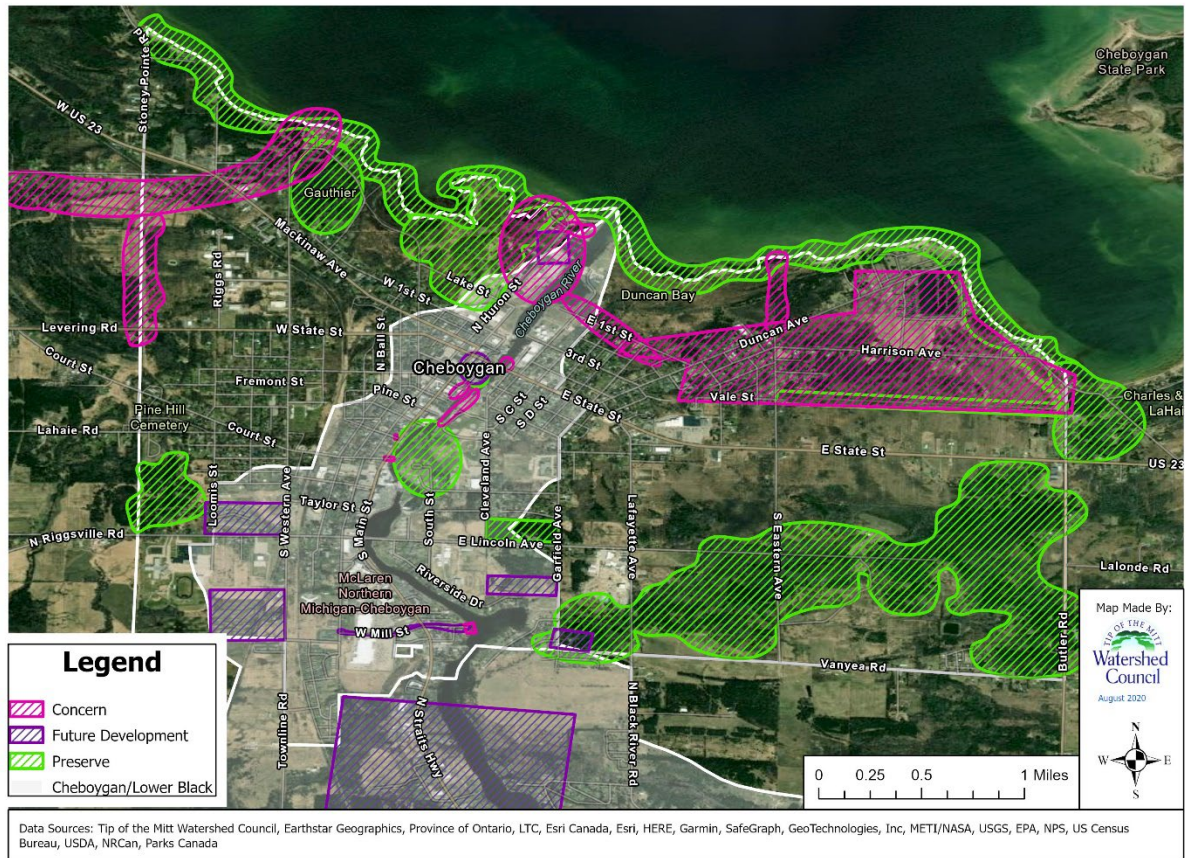 Cheboygan
State Park
Stoney Pointe Rd
W US 23
Gauthier
Riggs Rd
Mackinaw Ave
Lake St
W 1st St
N Huron St
Cheboygan River
Duncan Bay
E 1st St
Duncan Ave
Levering Rd
W State St
N Ball St
Harrison Ave
Court St
Cheboygan
3rd St
Fremont St
Pine St
S C St
S D St
E State St
Vale St
Charles &
LaHai
Pine Hill
Cemetery
Lahaie Rd
Court St
E State St
US 23
Loomis St
S Western Ave
Taylor St
S Main St
South St
Cleveland Ave
Garfield Ave
Lafayette Ave
S Eastern Ave
N Riggsville Rd
E Lincoln Ave
McLaren
Northern
Michigan-Cheboygan
Riverside Dr
Lalonde Rd
W Mill St
Vanyea Rd
Butler Rd
Townline Rd
N Straits Hwy
N Black River Rd
Legend
Concern
Future Development
Preserve
Cheboygan/Lower Black
0 0.25 0.5 1 Miles
Map Made By:
TIP OF THE MITT
Watershed
Council
August 2020
N
W E
S
Data Sources: Tip of the Mitt Watershed Council, Earthstar Geographics, Province of Ontario, LTC, Esri Canada, Esri, HERE, Garmin, SafeGraph, GeoTechnologies, Inc, METI/NASA, USGS, EPA, NPS, US Census
Bureau, USDA, NRCan, Parks Canada